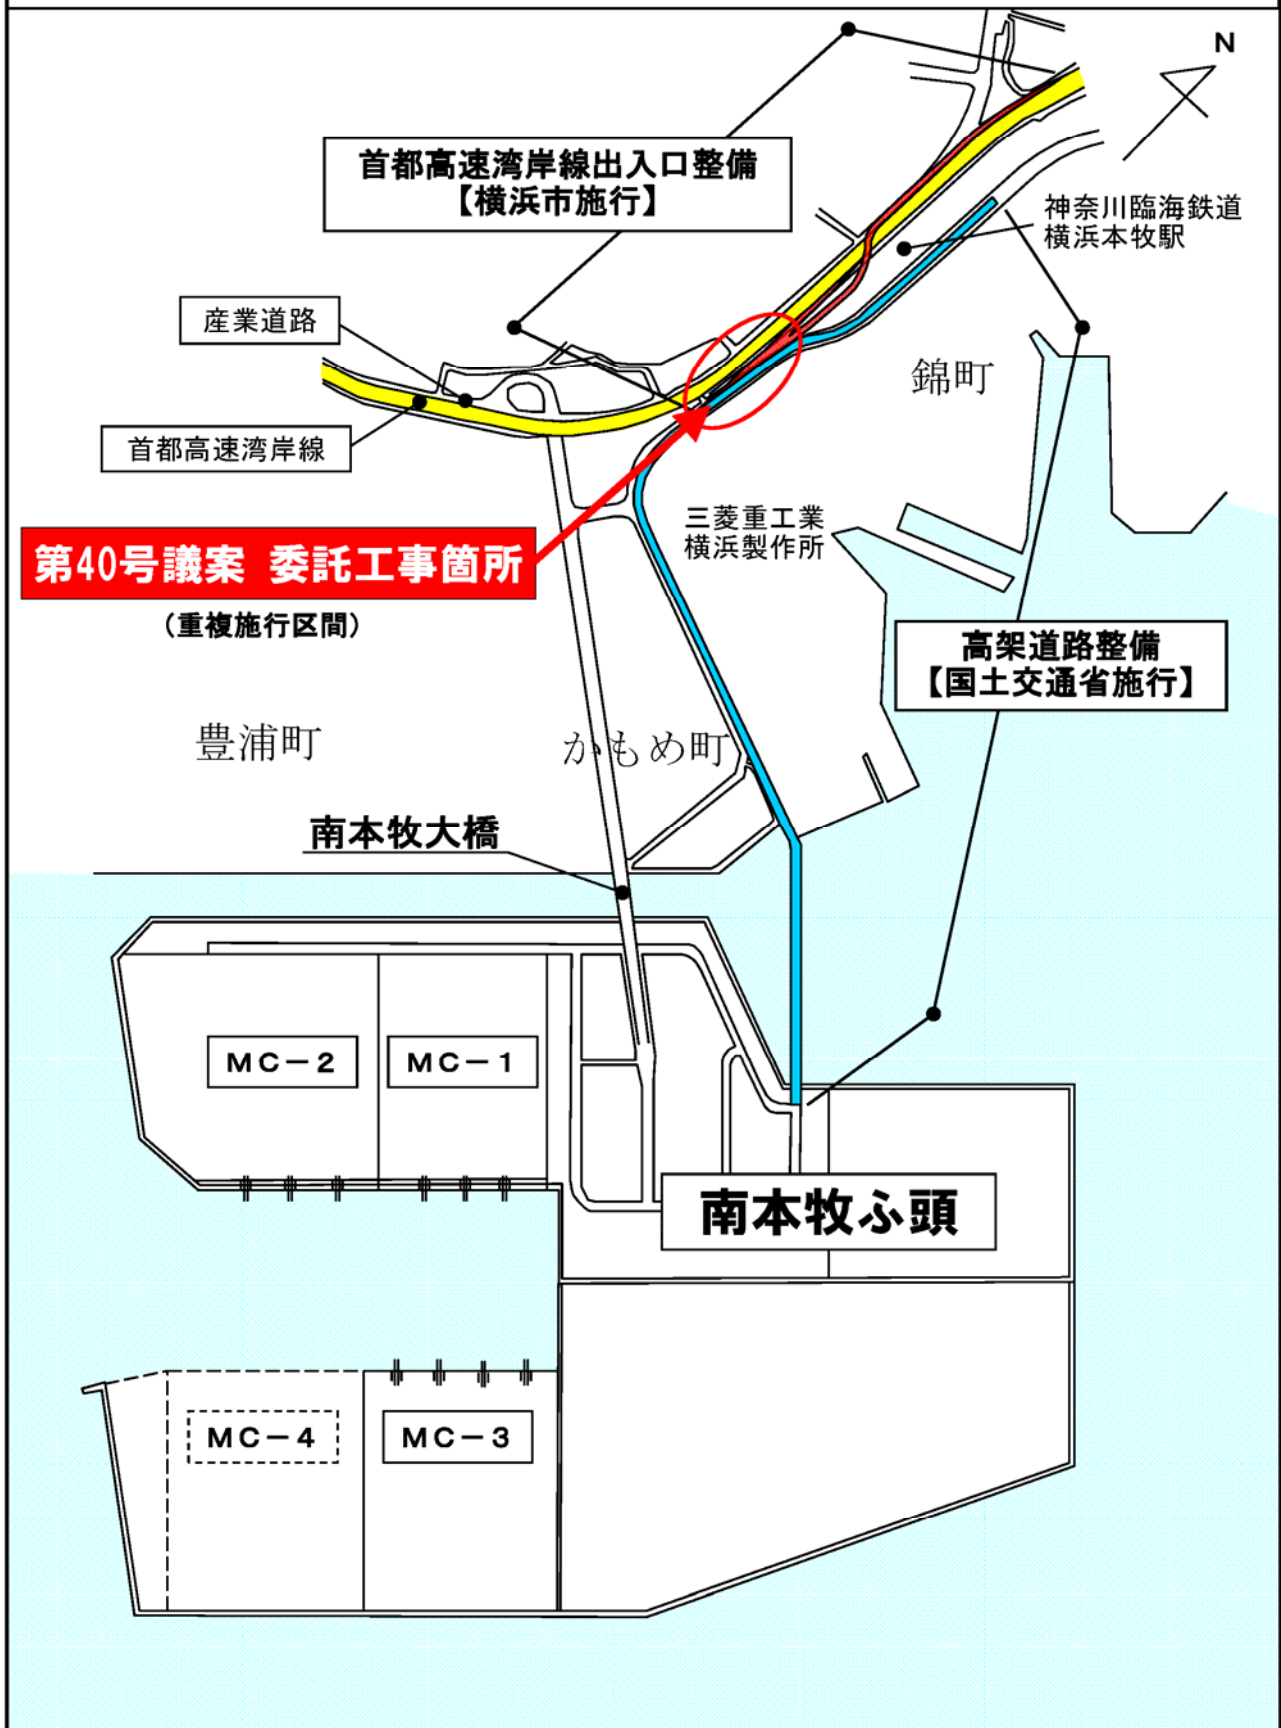 N
首都高速湾岸線出入口整備
【横浜市施行】
神奈川臨海鉄道
横浜本牧駅
産業道路
錦町
首都高速湾岸線
三菱重工業
横浜製作所
第40号議案 委託工事箇所
(重複施行区間)
高架道路整備
【国土交通省施行】
豊浦町
かもめ町
南本牧大橋
MC-2
MC-1
南本牧ふ頭
MC-4
MC-3